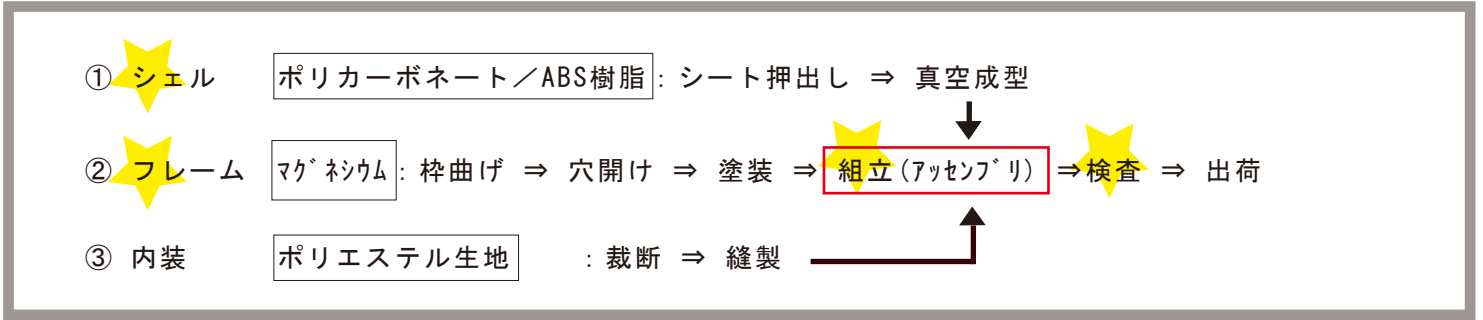 ① シェル ポリカーボネート／ABS樹脂 : シート押出し ⇒ 真空成型
② フレーム ﾏｸﾞﾈｼｳﾑ : 枠曲げ ⇒ 穴開け ⇒ 塗装 ⇒ 組立(ｱｯｾﾝﾌﾞﾘ) ⇒ 検査 ⇒ 出荷
③ 内装 ポリエステル生地 : 裁断 ⇒ 縫製